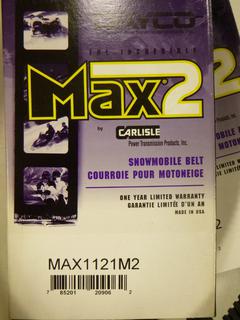 DAYCO
THE INCREDIBLE
Max2
by CARLISLE
Power Transmission Products, Inc.
SNOWMOBILE BELT
COURROIE POUR MOTONEIGE
ONE YEAR LIMITED WARRANTY
GARANTIE LIMITÉE D'UN AN
MADE IN USA
MAX1121M2
7 85201 20906 2